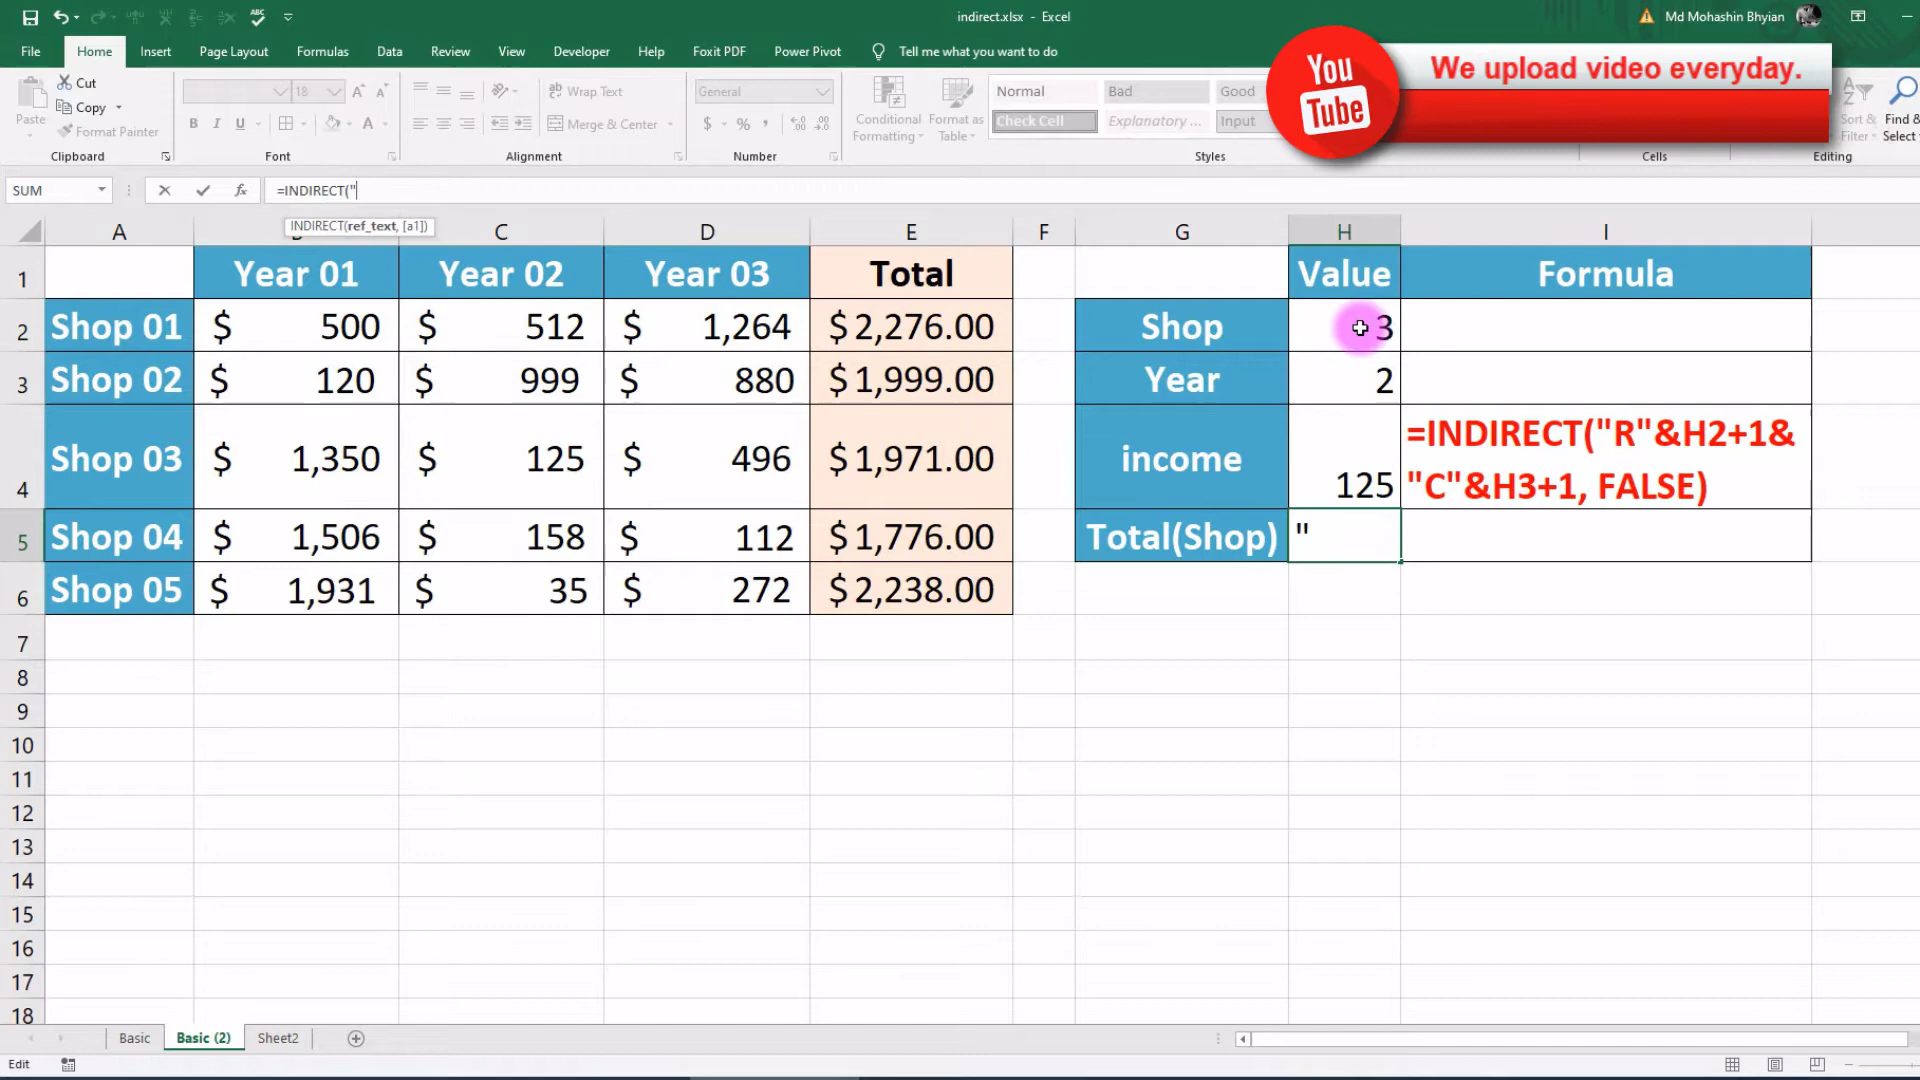 indirect.xlsx - Excel
Md Mohashin Bhyian
File Home Insert Page Layout Formulas Data Review View Developer Help Foxit PDF Power Pivot Tell me what you want to do
You
Tube
We upload video everyday.
Paste
Cut
Copy
Format Painter
Clipboard
18
B I U
Font
Wrap Text
Merge & Center
Alignment
General
$ % ,
Number
Conditional
Formatting
Format as
Table
Normal Bad Good
Check Cell Explanatory ... Input
Styles
Cells
Sort &
Filter
Find &
Select
Editing
SUM
fx
=INDIRECT("
INDIRECT(ref_text, [a1])
A C D E F G H I
1 Year 01 Year 02 Year 03 Total Value Formula
2 Shop 01 $ 500 $ 512 $ 1,264 $ 2,276.00 Shop 3
3 Shop 02 $ 120 $ 999 $ 880 $ 1,999.00 Year 2
4 Shop 03 $ 1,350 $ 125 $ 496 $ 1,971.00 income 125 =INDIRECT("R"&H2+1&
"C"&H3+1, FALSE)
5 Shop 04 $ 1,506 $ 158 $ 112 $ 1,776.00 Total(Shop) "
6 Shop 05 $ 1,931 $ 35 $ 272 $ 2,238.00
7
8
9
10
11
12
13
14
15
16
17
18
Basic Basic (2) Sheet2
Edit